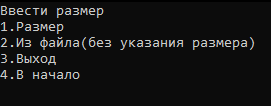 Ввести размер
1.Размер
2.Из файла(без указания размера)
3.Выход
4.В начало